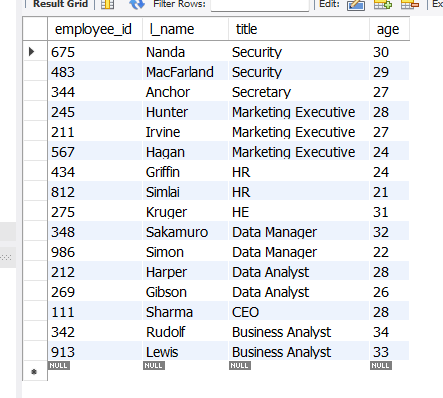 Result Grid Filter Rows: Edit: Ex
employee_id l_name title age
675 Nanda Security 30
483 MacFarland Security 29
344 Anchor Secretary 27
245 Hunter Marketing Executive 28
211 Irvine Marketing Executive 27
567 Hagan Marketing Executive 24
434 Griffin HR 24
812 Simlai HR 21
275 Kruger HE 31
348 Sakamuro Data Manager 32
986 Simon Data Manager 22
212 Harper Data Analyst 28
269 Gibson Data Analyst 26
111 Sharma CEO 28
342 Rudolf Business Analyst 34
913 Lewis Business Analyst 33
NULL NULL NULL NULL